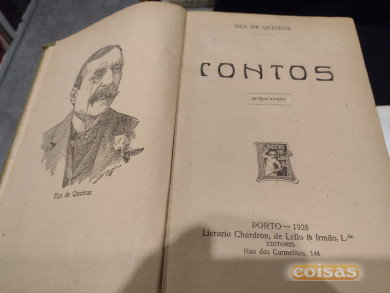 Eça de Queiroz
EÇA DE QUEIROZ
CONTOS
PORTO — 1928
Livraria Chardron, de Lello & Irmão, L.da
EDITORES
Rua das Carmelitas, 144
coisas